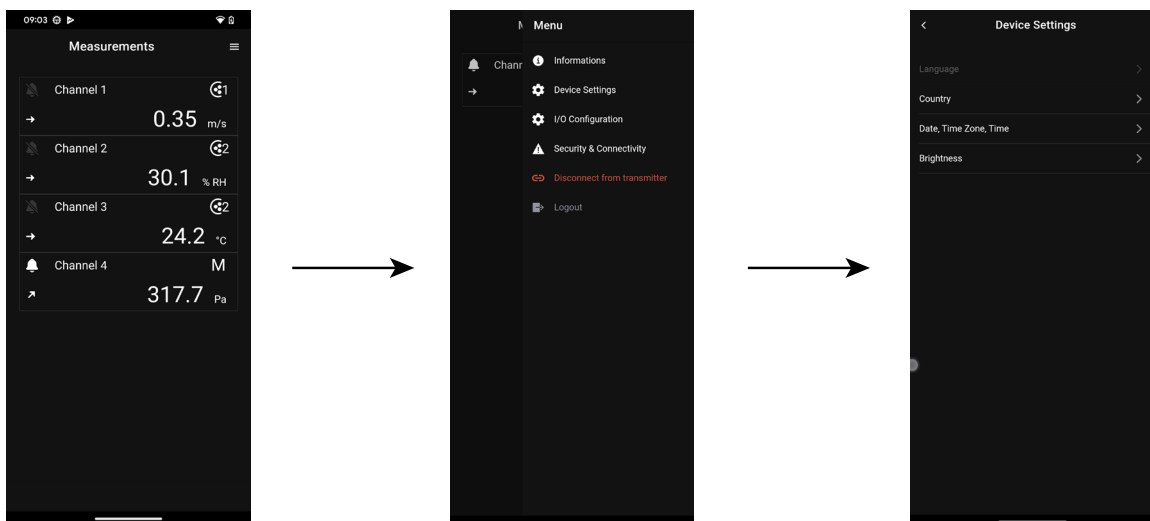 09:03
Measurements
Channel 1
1
0.35 m/s
Channel 2
2
30.1 % RH
Channel 3
2
24.2 °C
Channel 4
M
317.7 Pa
M
Chann
Menu
Informations
Device Settings
I/O Configuration
Security & Connectivity
Disconnect from transmitter
Logout
Device Settings
Language
Country
Date, Time Zone, Time
Brightness